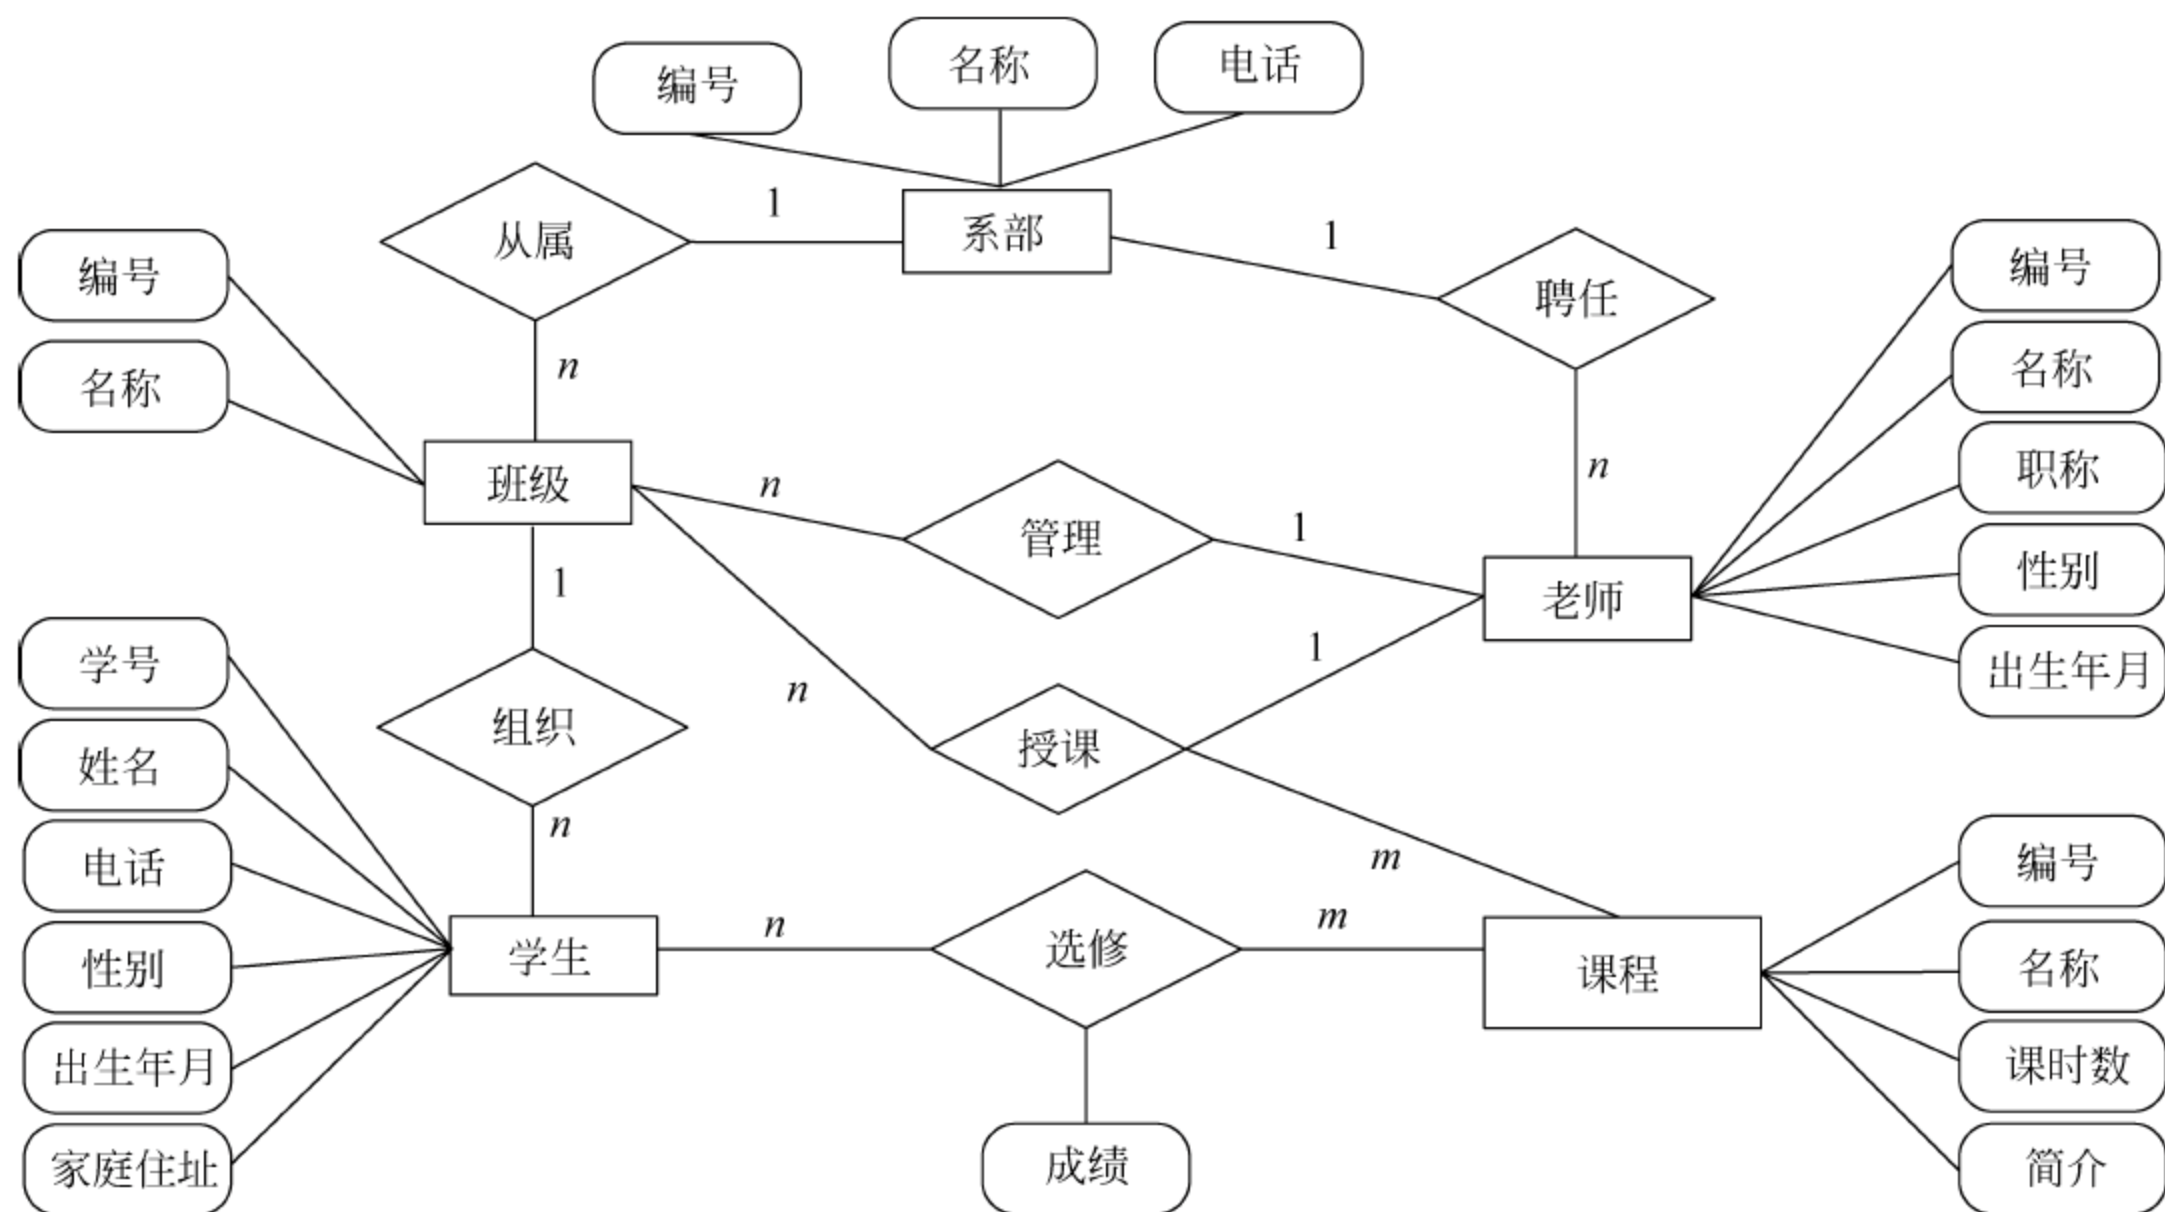 编号
名称
电话
从属
1
系部
1
聘任
编号
名称
n
编号
名称
职称
性别
出生年月
班级
n
管理
1
n
老师
1
n
授课
1
m
组织
n
学号
姓名
电话
性别
出生年月
家庭住址
学生
n
选修
m
课程
编号
名称
课时数
简介
成绩